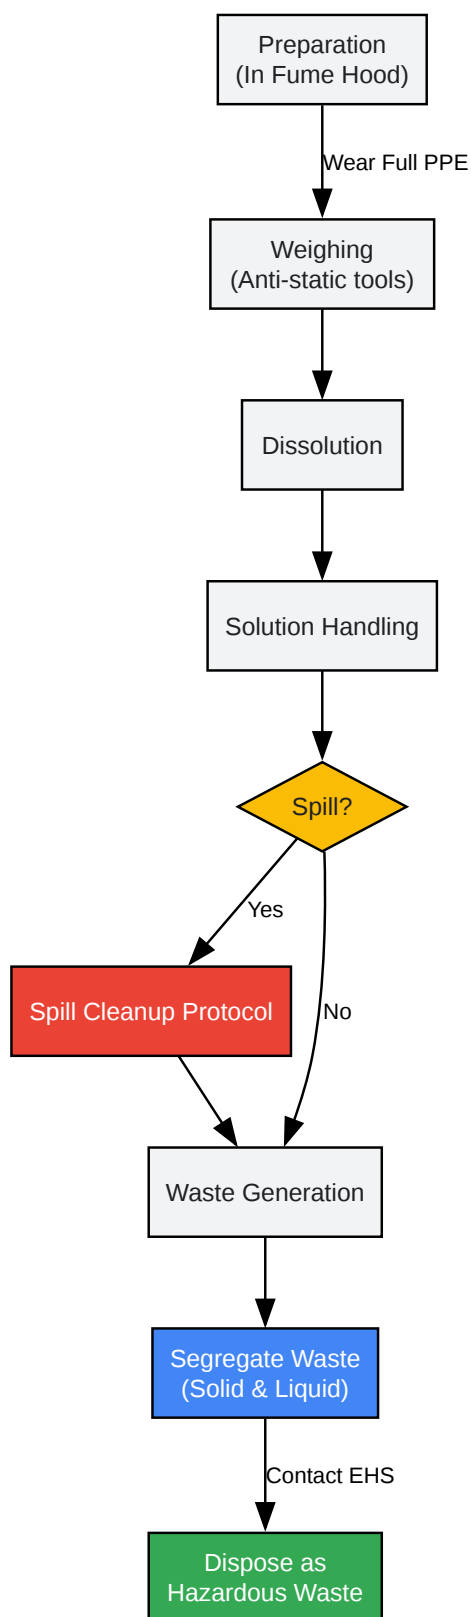 Preparation
(In Fume Hood)
Wear Full PPE
Weighing
(Anti-static tools)
Dissolution
Solution Handling
Spill?
Yes
Spill Cleanup Protocol
No
Waste Generation
Segregate Waste
(Solid & Liquid)
Contact EHS
Dispose as
Hazardous Waste